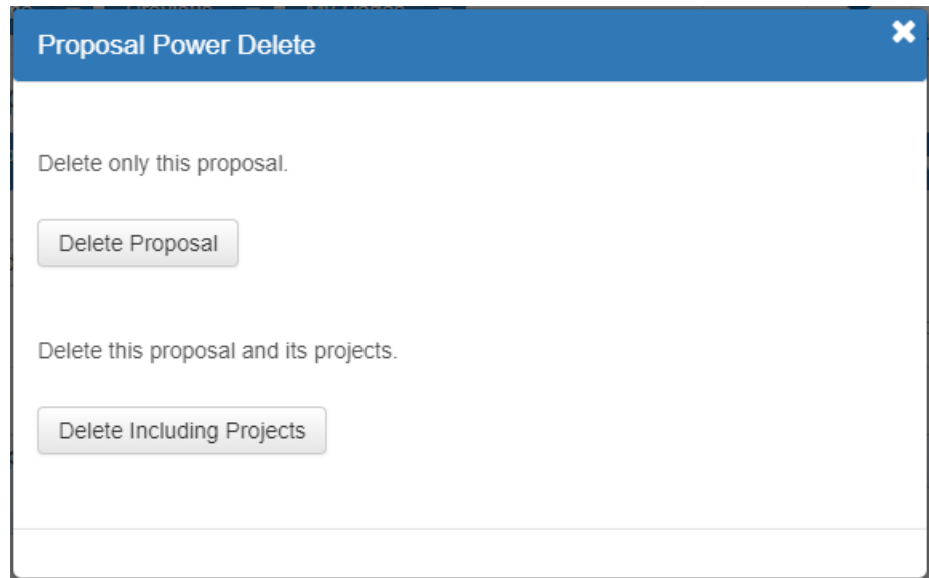 Proposal Power Delete
Delete only this proposal.
Delete Proposal
Delete this proposal and its projects.
Delete Including Projects